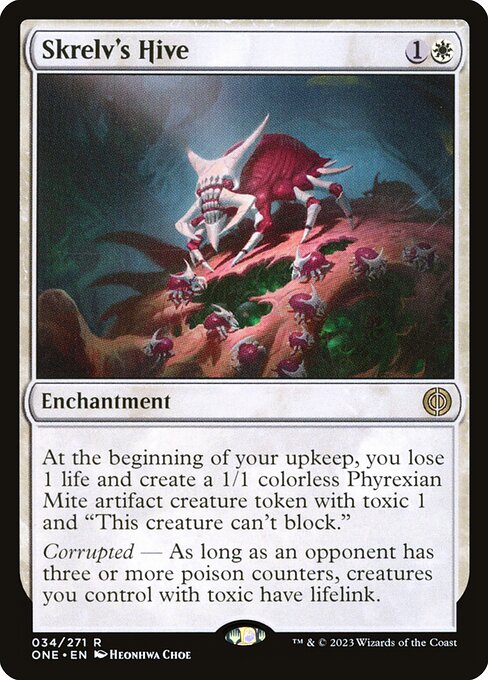 Skrelv's Hive 1
Enchantment
At the beginning of your upkeep, you lose
1 life and create a 1/1 colorless Phyrexian
Mite artifact creature token with toxic 1
and “This creature can't block.”
Corrupted — As long as an opponent has
three or more poison counters, creatures
you control with toxic have lifelink.
034/271 R
ONE • EN Heonhwa Choe
™ & © 2023 Wizards of the Coast